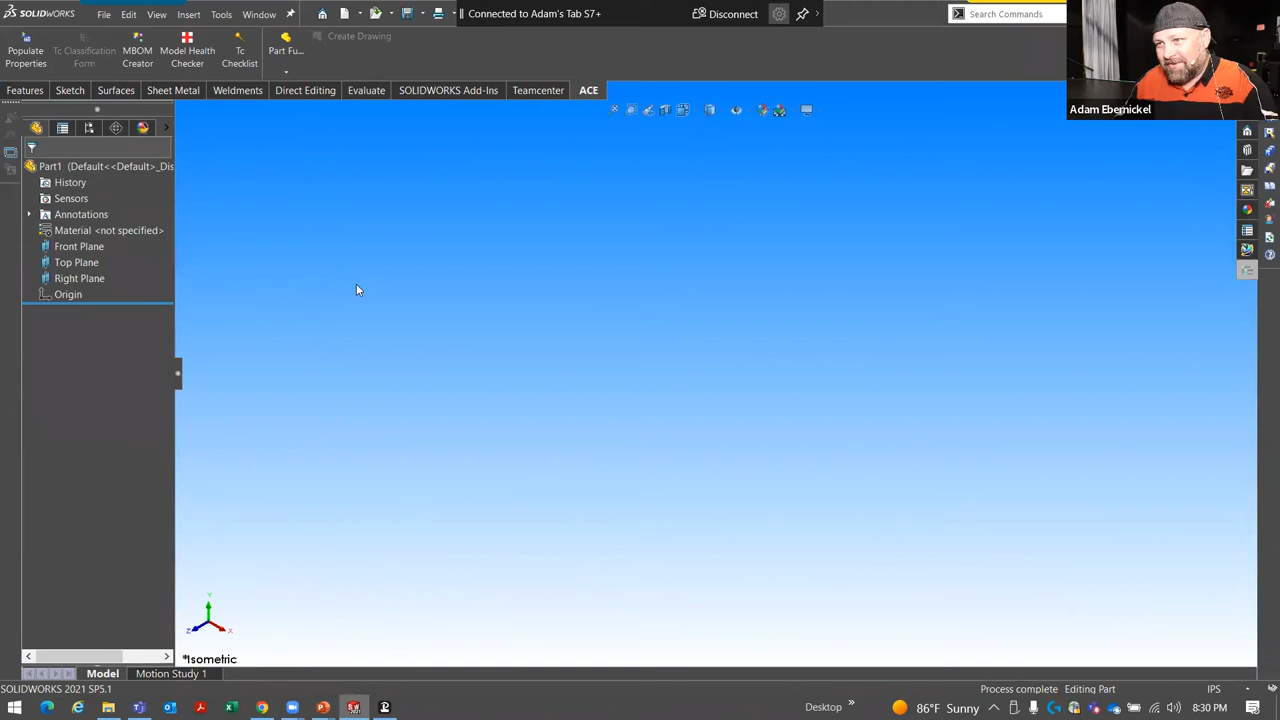 SOLIDWORKS File Edit View Insert Tools Window
Connected to Adam's Tab S7+ Disconnect
Search Commands
Populate Properties
Tc Classification Form
MBOM Creator
Model Health Checker
Tc Checklist
Part Fu...
Create Drawing
Features Sketch Surfaces Sheet Metal Weldments Direct Editing Evaluate SOLIDWORKS Add-Ins Teamcenter ACE
Adam Ebernickel
Part1 (Default<<Default>_Dis
History
Sensors
Annotations
Material <not specified>
Front Plane
Top Plane
Right Plane
Origin
Y
Z X
*Isometric
Model Motion Study 1
SOLIDWORKS 2021 SP5.1 Process complete Editing Part IPS
Desktop 86°F Sunny 8:30 PM